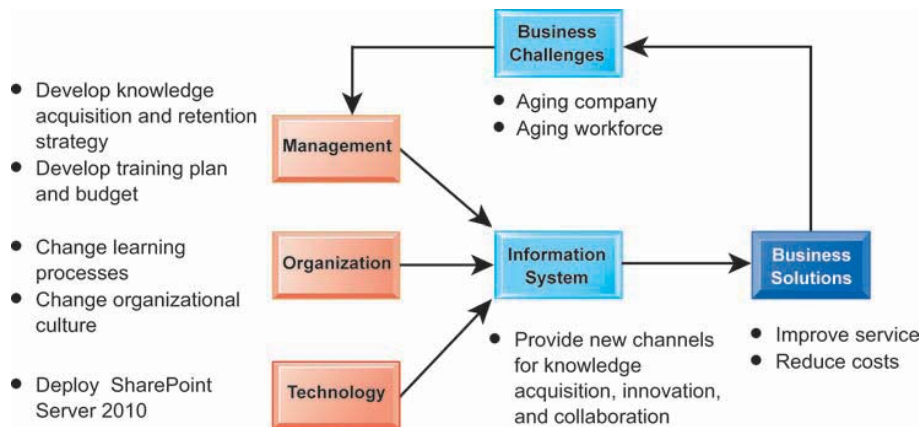 Business
Challenges
Aging company
Aging workforce
Develop knowledge
acquisition and retention
strategy
Develop training plan
and budget
Management
Change learning
processes
Change organizational
culture
Organization
Information
System
Business
Solutions
Provide new channels
for knowledge
acquisition, innovation,
and collaboration
Improve service
Reduce costs
Deploy SharePoint
Server 2010
Technology